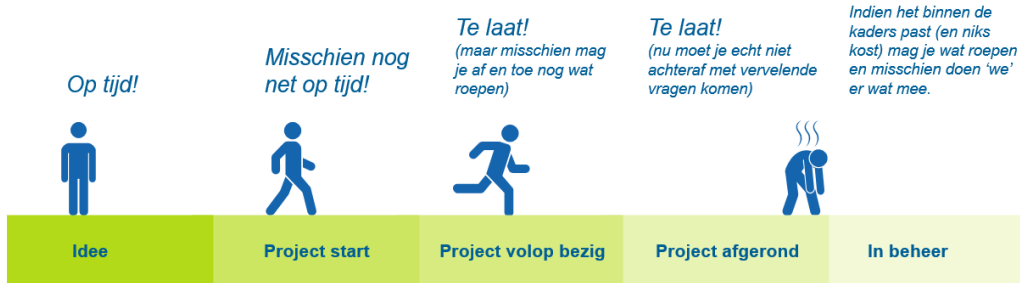 Op tijd!
Misschien nog
net op tijd!
Te laat!
(maar misschien mag
je af en toe nog wat
roepen)
Te laat!
(nu moet je echt niet
achteraf met vervelende
vragen komen)
Indien het binnen de
kaders past (en niks
kost) mag je wat roepen
en misschien doen ‘we’
er wat mee.
Idee
Project start
Project volop bezig
Project afgerond
In beheer